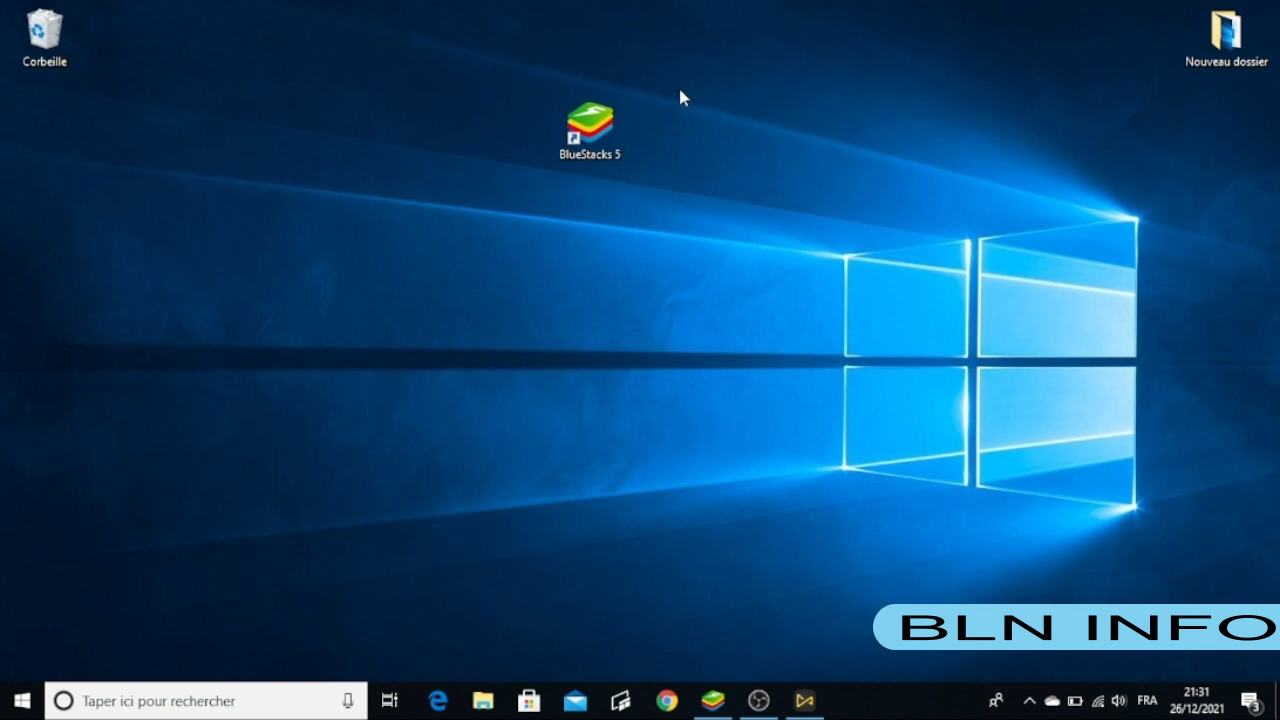 Corbeille
Nouveau dossier
BlueStacks 5
BLN INFO
Taper ici pour rechercher
FRA
21:31
26/12/2021
3